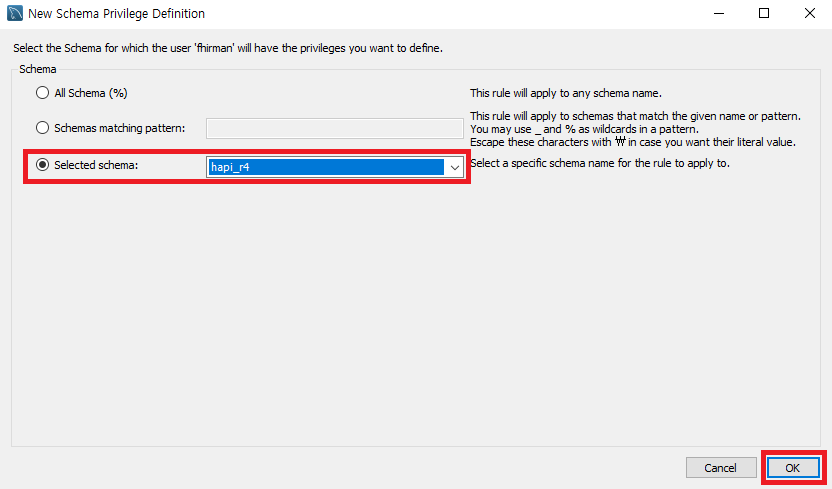 New Schema Privilege Definition
Select the Schema for which the user 'fhirman' will have the privileges you want to define.
Schema
All Schema (%)
This rule will apply to any schema name.
Schemas matching pattern:
This rule will apply to schemas that match the given name or pattern.
You may use _ and % as wildcards in a pattern.
Escape these characters with ₩ in case you want their literal value.
Selected schema:
hapi_r4
Select a specific schema name for the rule to apply to.
Cancel
OK